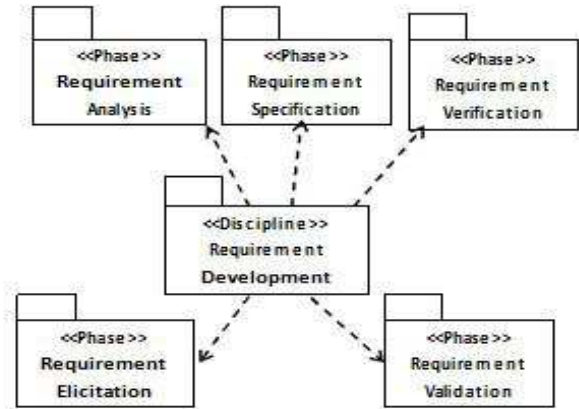 <<Phase>>
Requirement
Analysis
<<Phase>>
Requirement
Specification
<<Phase>>
Requirement
Verification
<<Discipline>>
Requirement
Development
<<Phase>>
Requirement
Elicitation
<<Phase>>
Requirement
Validation